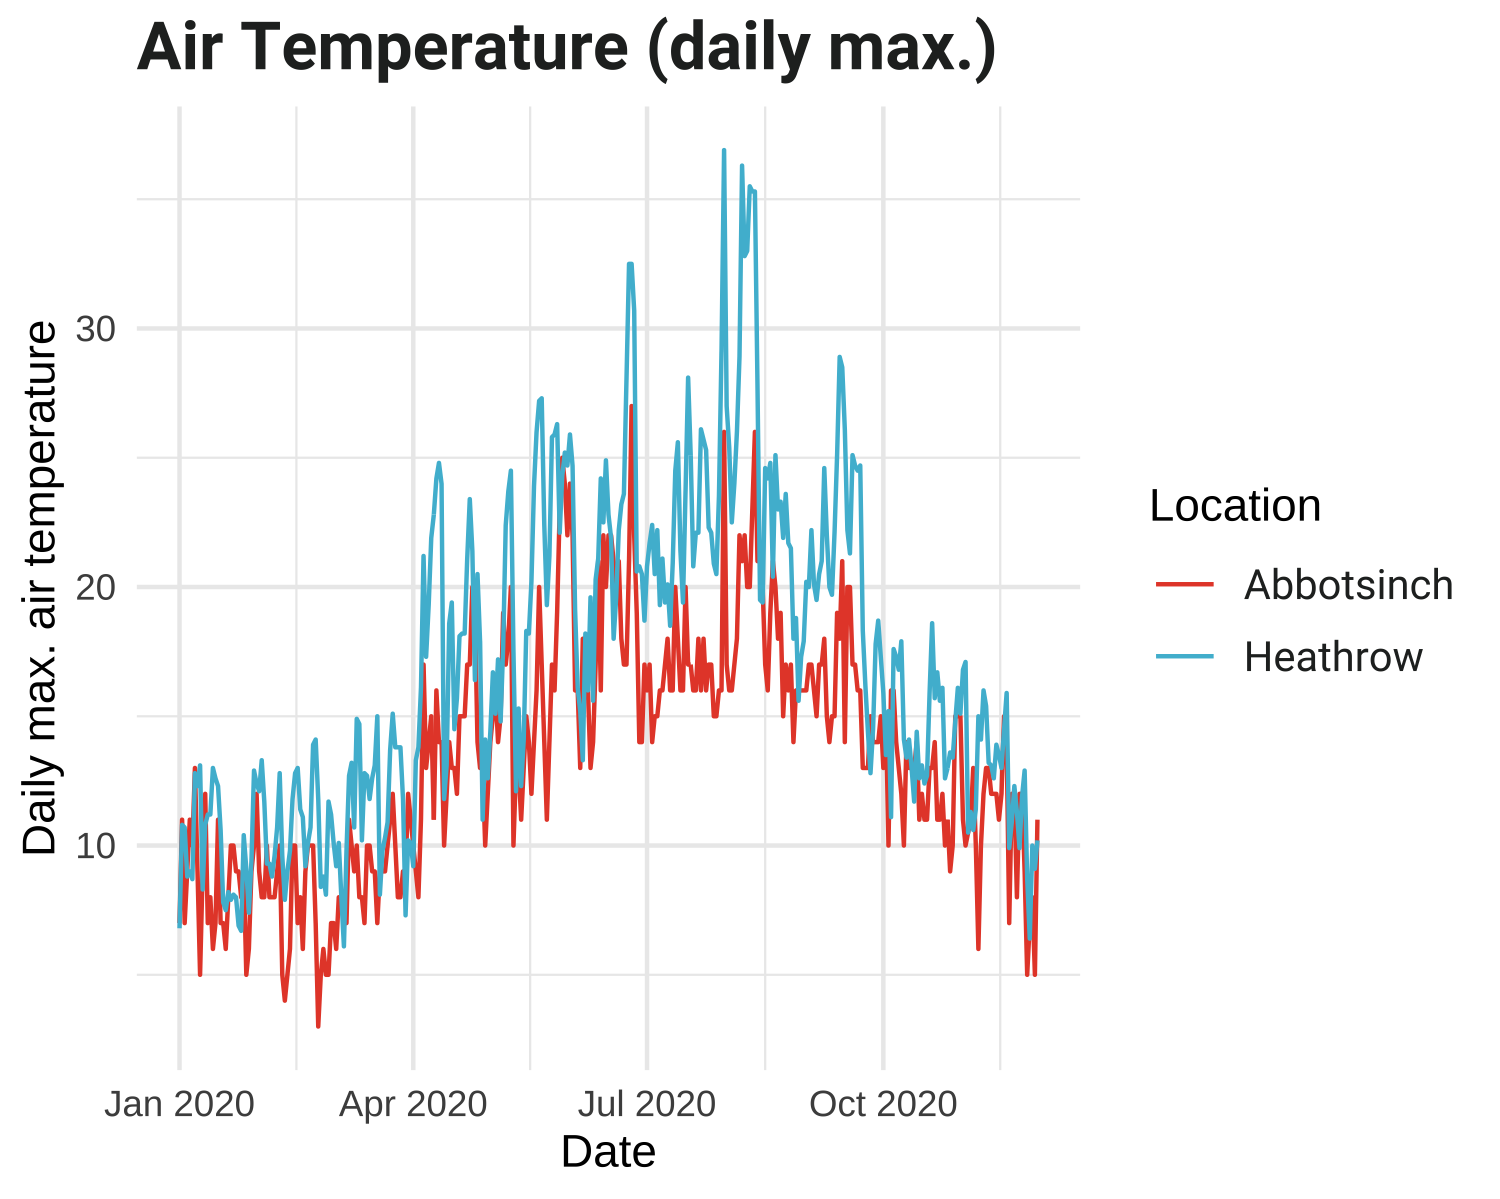 Air Temperature (daily max.)
Daily max. air temperature
30
20
10
Jan 2020 Apr 2020 Jul 2020 Oct 2020
Date
Location
Abbotsinch
Heathrow